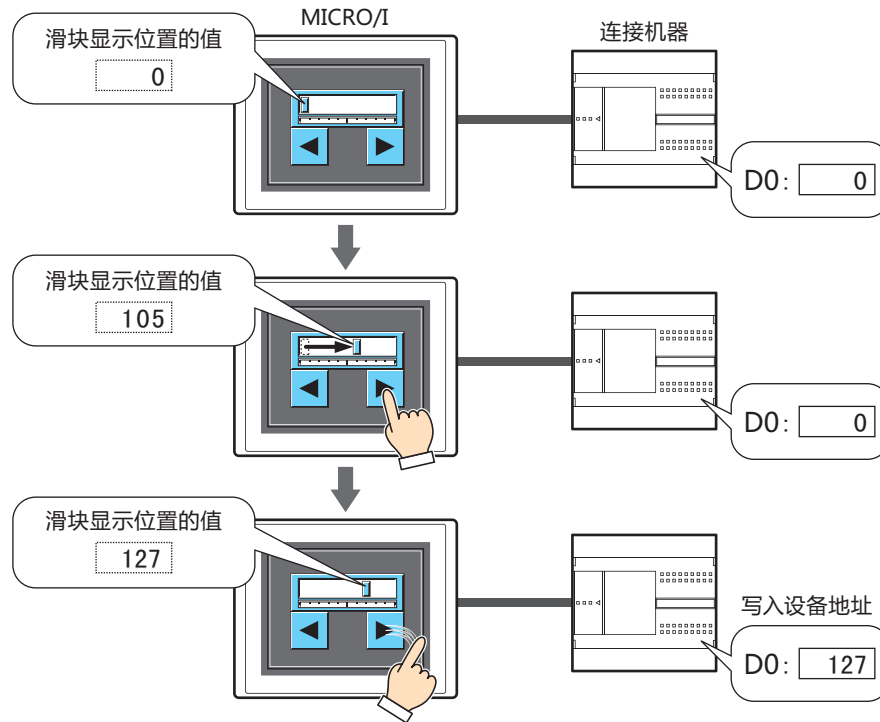 MICRO/I
连接机器
滑块显示位置的值
0
D0: 0
滑块显示位置的值
105
D0: 0
滑块显示位置的值
127
写入设备地址
D0: 127